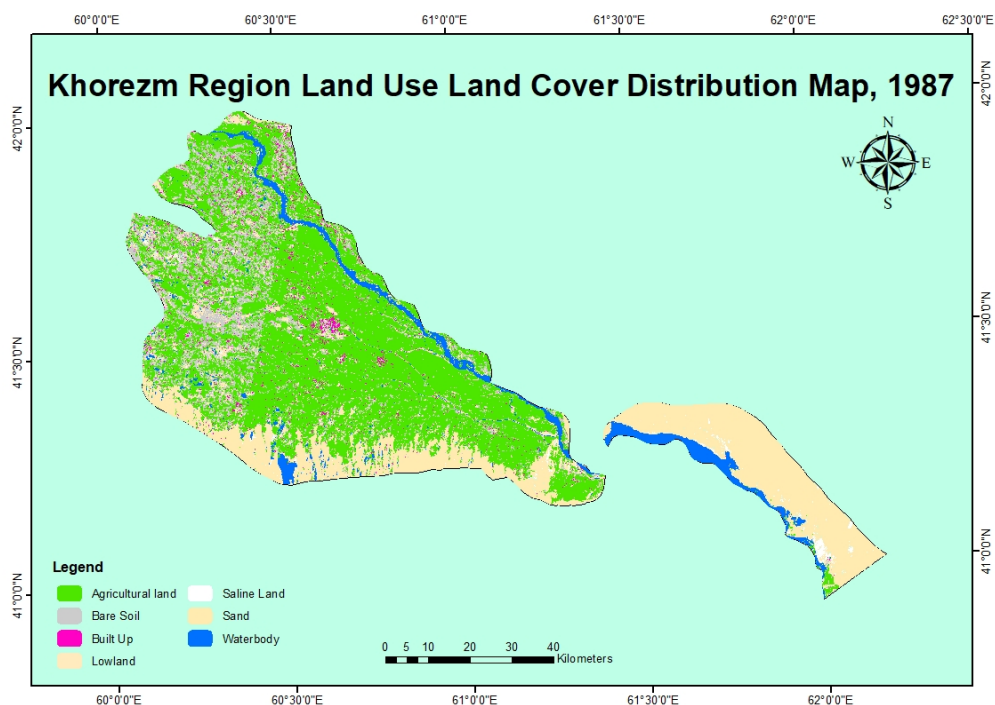 60°0'0"E 60°30'0"E 61°0'0"E 61°30'0"E 62°0'0"E 62°30'0"E
Khorezm Region Land Use Land Cover Distribution Map, 1987
42°0'0"N
42°0'0"N
N
W E
S
41°30'0"N
41°30'0"N
41°0'0"N
41°0'0"N
Legend
Agricultural land Saline Land
Bare Soil Sand
Built Up Waterbody
Lowland
0 5 10 20 30 40
Kilometers
60°0'0"E 60°30'0"E 61°0'0"E 61°30'0"E 62°0'0"E